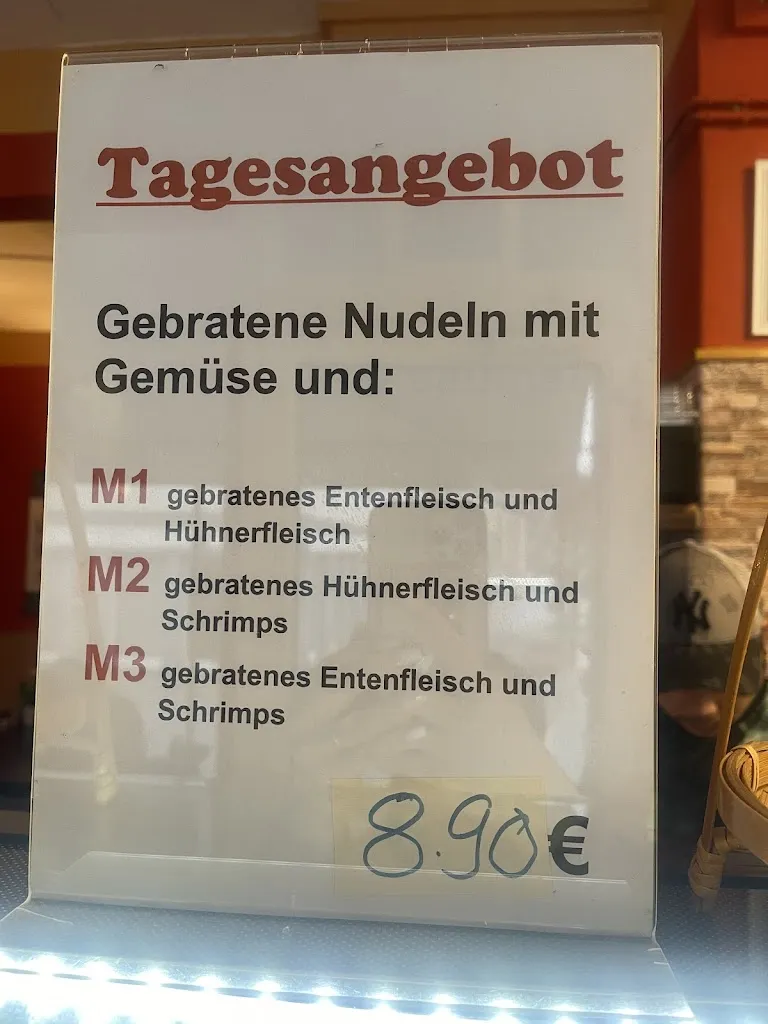 Tagesangebot
Gebratene Nudeln mit
Gemüse und:
M1 gebratenes Entenfleisch und
Hühnerfleisch
M2 gebratenes Hühnerfleisch und
Schrimps
M3 gebratenes Entenfleisch und
Schrimps
8.90€
NY